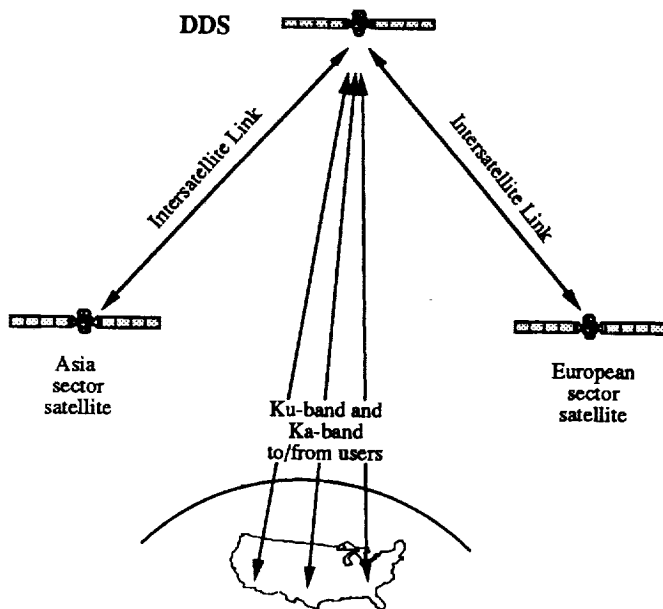 DDS
Intersatellite Link
Intersatellite Link
Asia
sector
satellite
European
sector
satellite
Ku-band and
Ka-band
to/from users